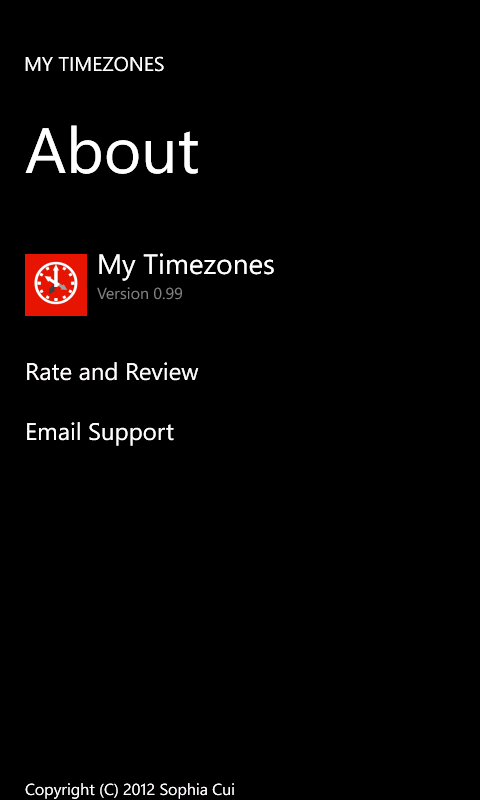 MY TIMEZONES
About
My Timezones
Version 0.99
Rate and Review
Email Support
Copyright (C) 2012 Sophia Cui